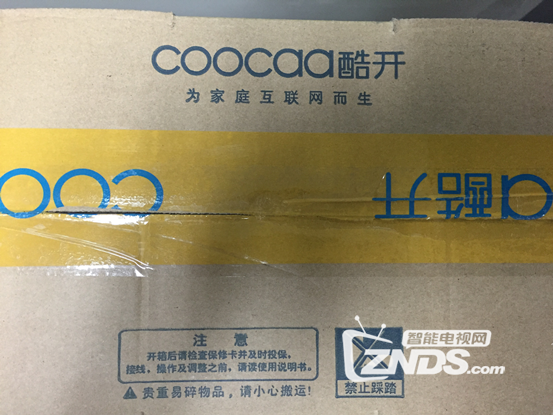 coocaa酷开
为家庭互联网而生
coo
a酷开
注 意
开箱后请检查保修卡并及时投保。
接线，操作及调整之前，请读使用说明书。
贵重易碎物品，请小心搬运!
禁止踩踏
智能电视网
ZNDS.com